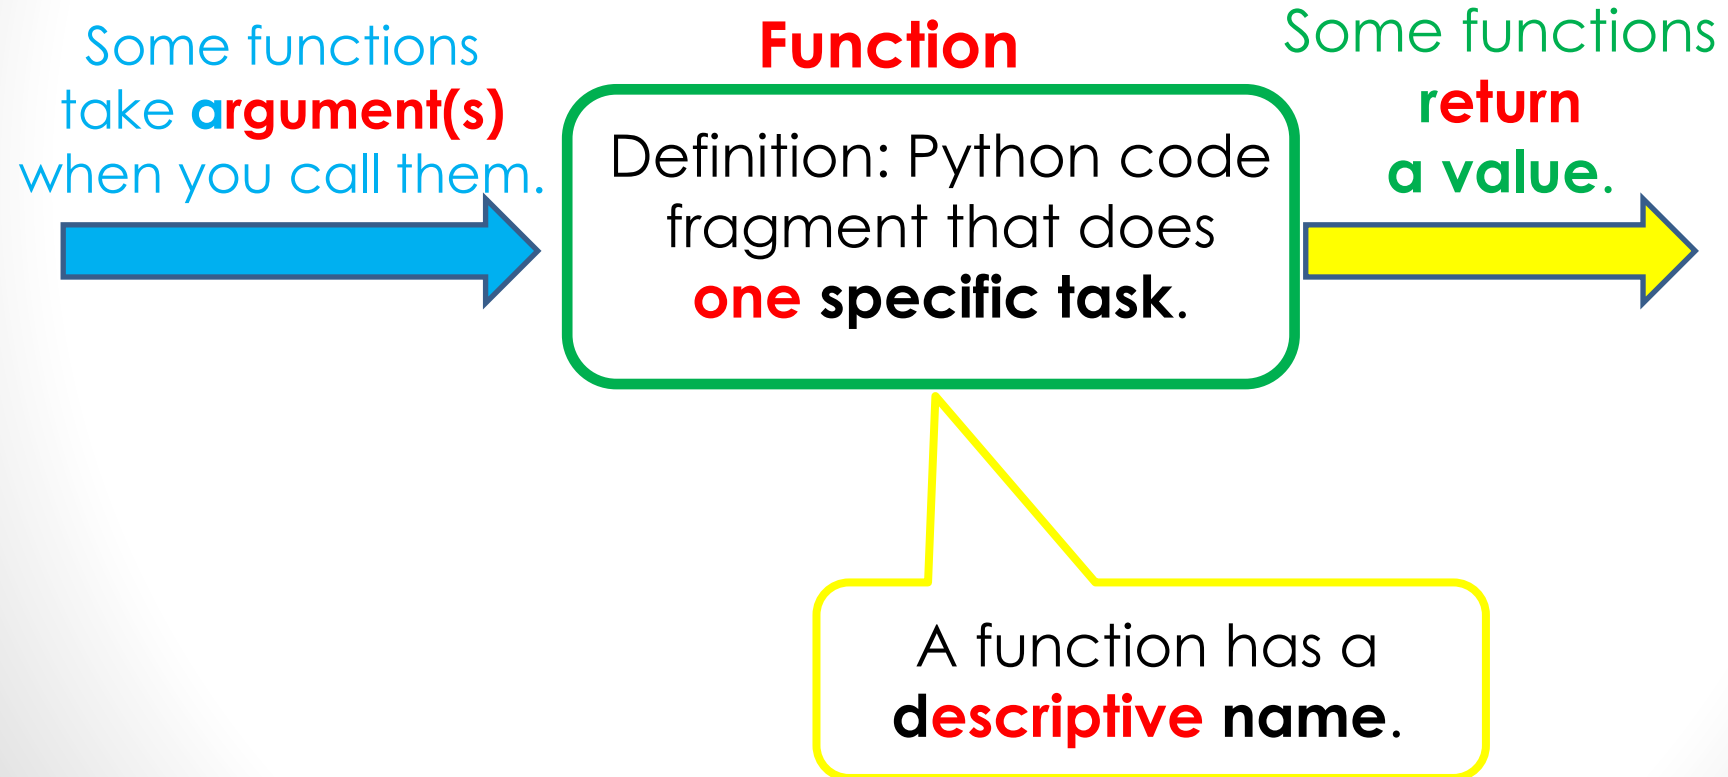 Some functions
take argument(s)
when you call them.
Function
Definition: Python code
fragment that does
one specific task.
Some functions
return
a value.
A function has a
descriptive name.